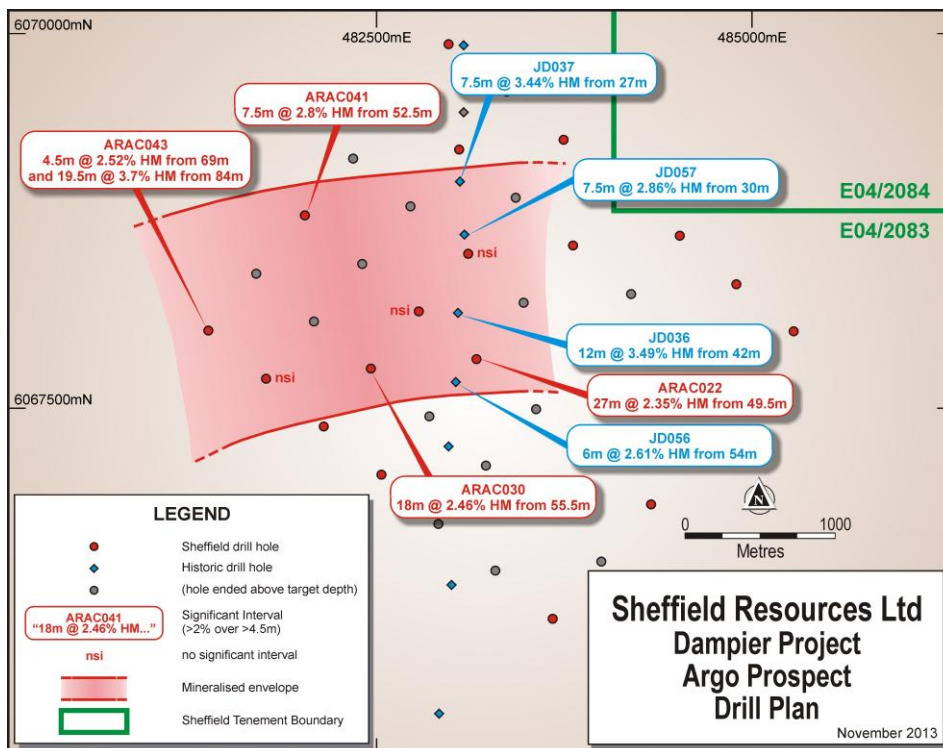 6070000mN
482500mE
485000mE
JD037
7.5m @ 3.44% HM from 27m
ARAC041
7.5m @ 2.8% HM from 52.5m
ARAC043
4.5m @ 2.52% HM from 69m
and 19.5m @ 3.7% HM from 84m
JD057
7.5m @ 2.86% HM from 30m
E04/2084
E04/2083
nsi
nsi
JD036
12m @ 3.49% HM from 42m
nsi
ARAC022
27m @ 2.35% HM from 49.5m
6067500mN
JD056
6m @ 2.61% HM from 54m
ARAC030
18m @ 2.46% HM from 55.5m
N
0 1000
Metres
LEGEND
Sheffield drill hole
Historic drill hole
(hole ended above target depth)
ARAC041
“18m @ 2.46% HM...”
Significant Interval
(>2% over >4.5m)
nsi
no significant interval
Mineralised envelope
Sheffield Tenement Boundary
Sheffield Resources Ltd
Dampier Project
Argo Prospect
Drill Plan
November 2013